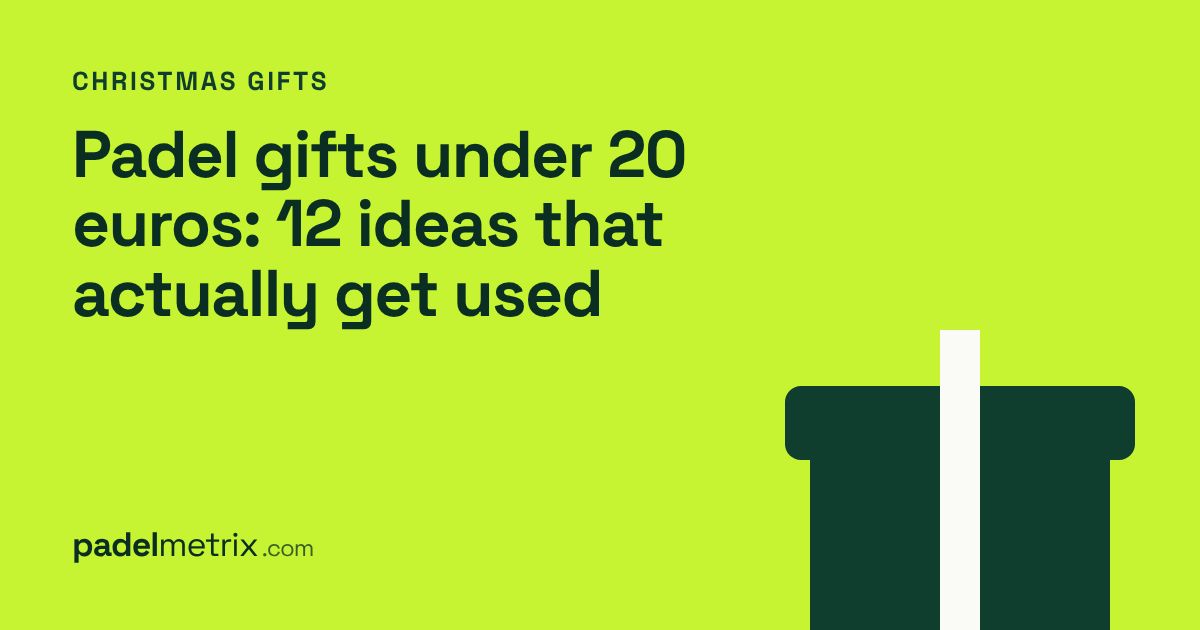 CHRISTMAS GIFTS
Padel gifts under 20
euros: 12 ideas that
actually get used
padelmetrix.com